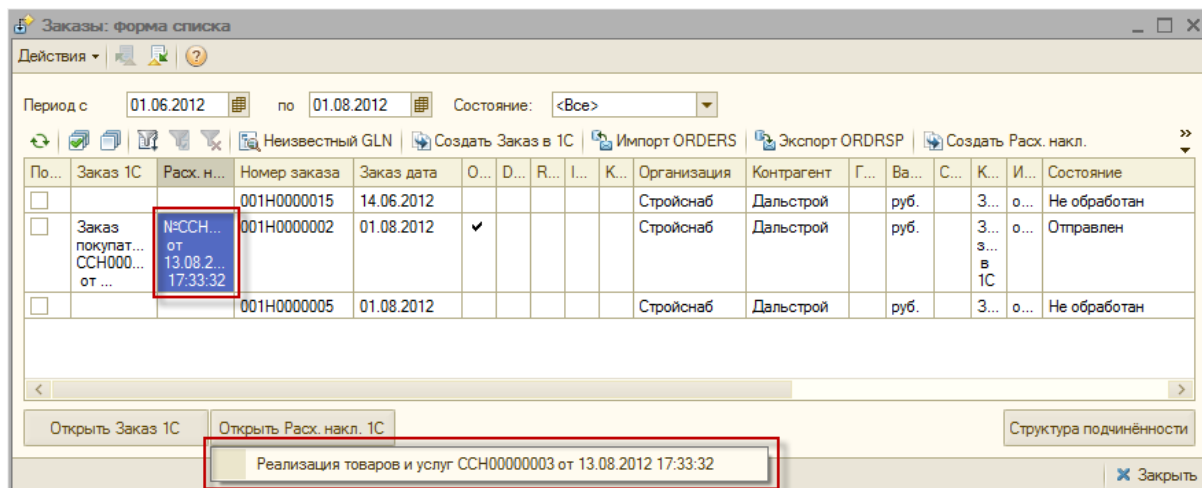 Заказы: форма списка
Действия
Период с 01.06.2012 по 01.08.2012 Состояние: <Все>
Неизвестный GLN Создать Заказ в 1С Импорт ORDERS Экспорт ORDRSP Создать Расх. накл.
По... Заказ 1С Расх. н... Номер заказа Заказ дата О... D... R... I... К... Организация Контрагент Г... Ва... С... К... И... Состояние
001Н0000015 14.06.2012 Стройснаб Дальстрой руб. З... о... Не обработан
Заказ №ССН... 001Н0000002 01.08.2012 Стройснаб Дальстрой руб. З... о... Отправлен
покупат... от з...
ССН000... 13.08.2... в
от ... 17:33:32 1С
001Н0000005 01.08.2012 Стройснаб Дальстрой руб. З... о... Не обработан
Открыть Заказ 1С Открыть Расх. накл. 1С Структура подчинённости
Реализация товаров и услуг ССН00000003 от 13.08.2012 17:33:32
Закрыть